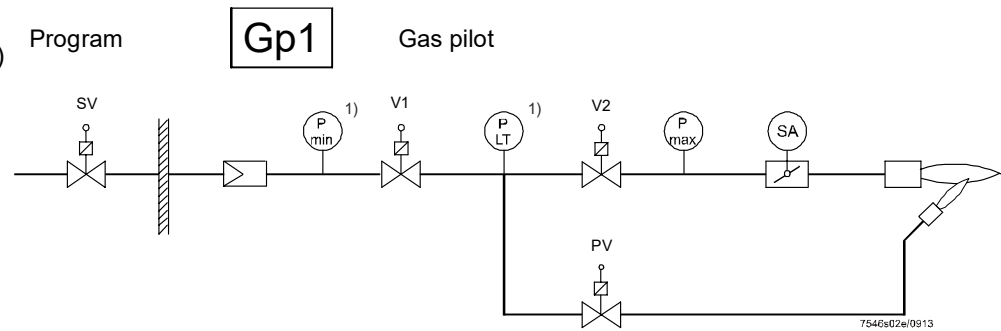 ) Program Gp1 Gas pilot
SV P min 1) V1 P LT 1) V2 P max SA
PV
7546s02e/0913